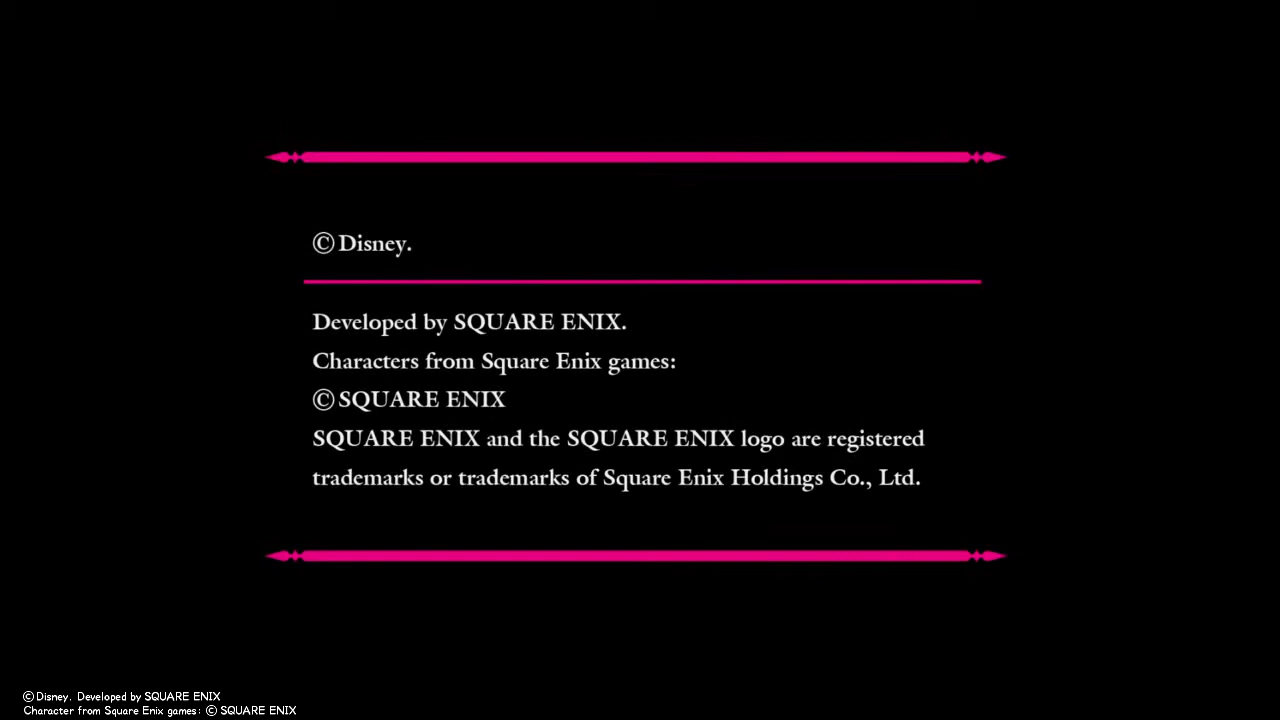 ©Disney.
Developed by SQUARE ENIX.
Characters from Square Enix games:
©SQUARE ENIX
SQUARE ENIX and the SQUARE ENIX logo are registered
trademarks or trademarks of Square Enix Holdings Co., Ltd.
©Disney. Developed by SQUARE ENIX
Character from Square Enix games: © SQUARE ENIX